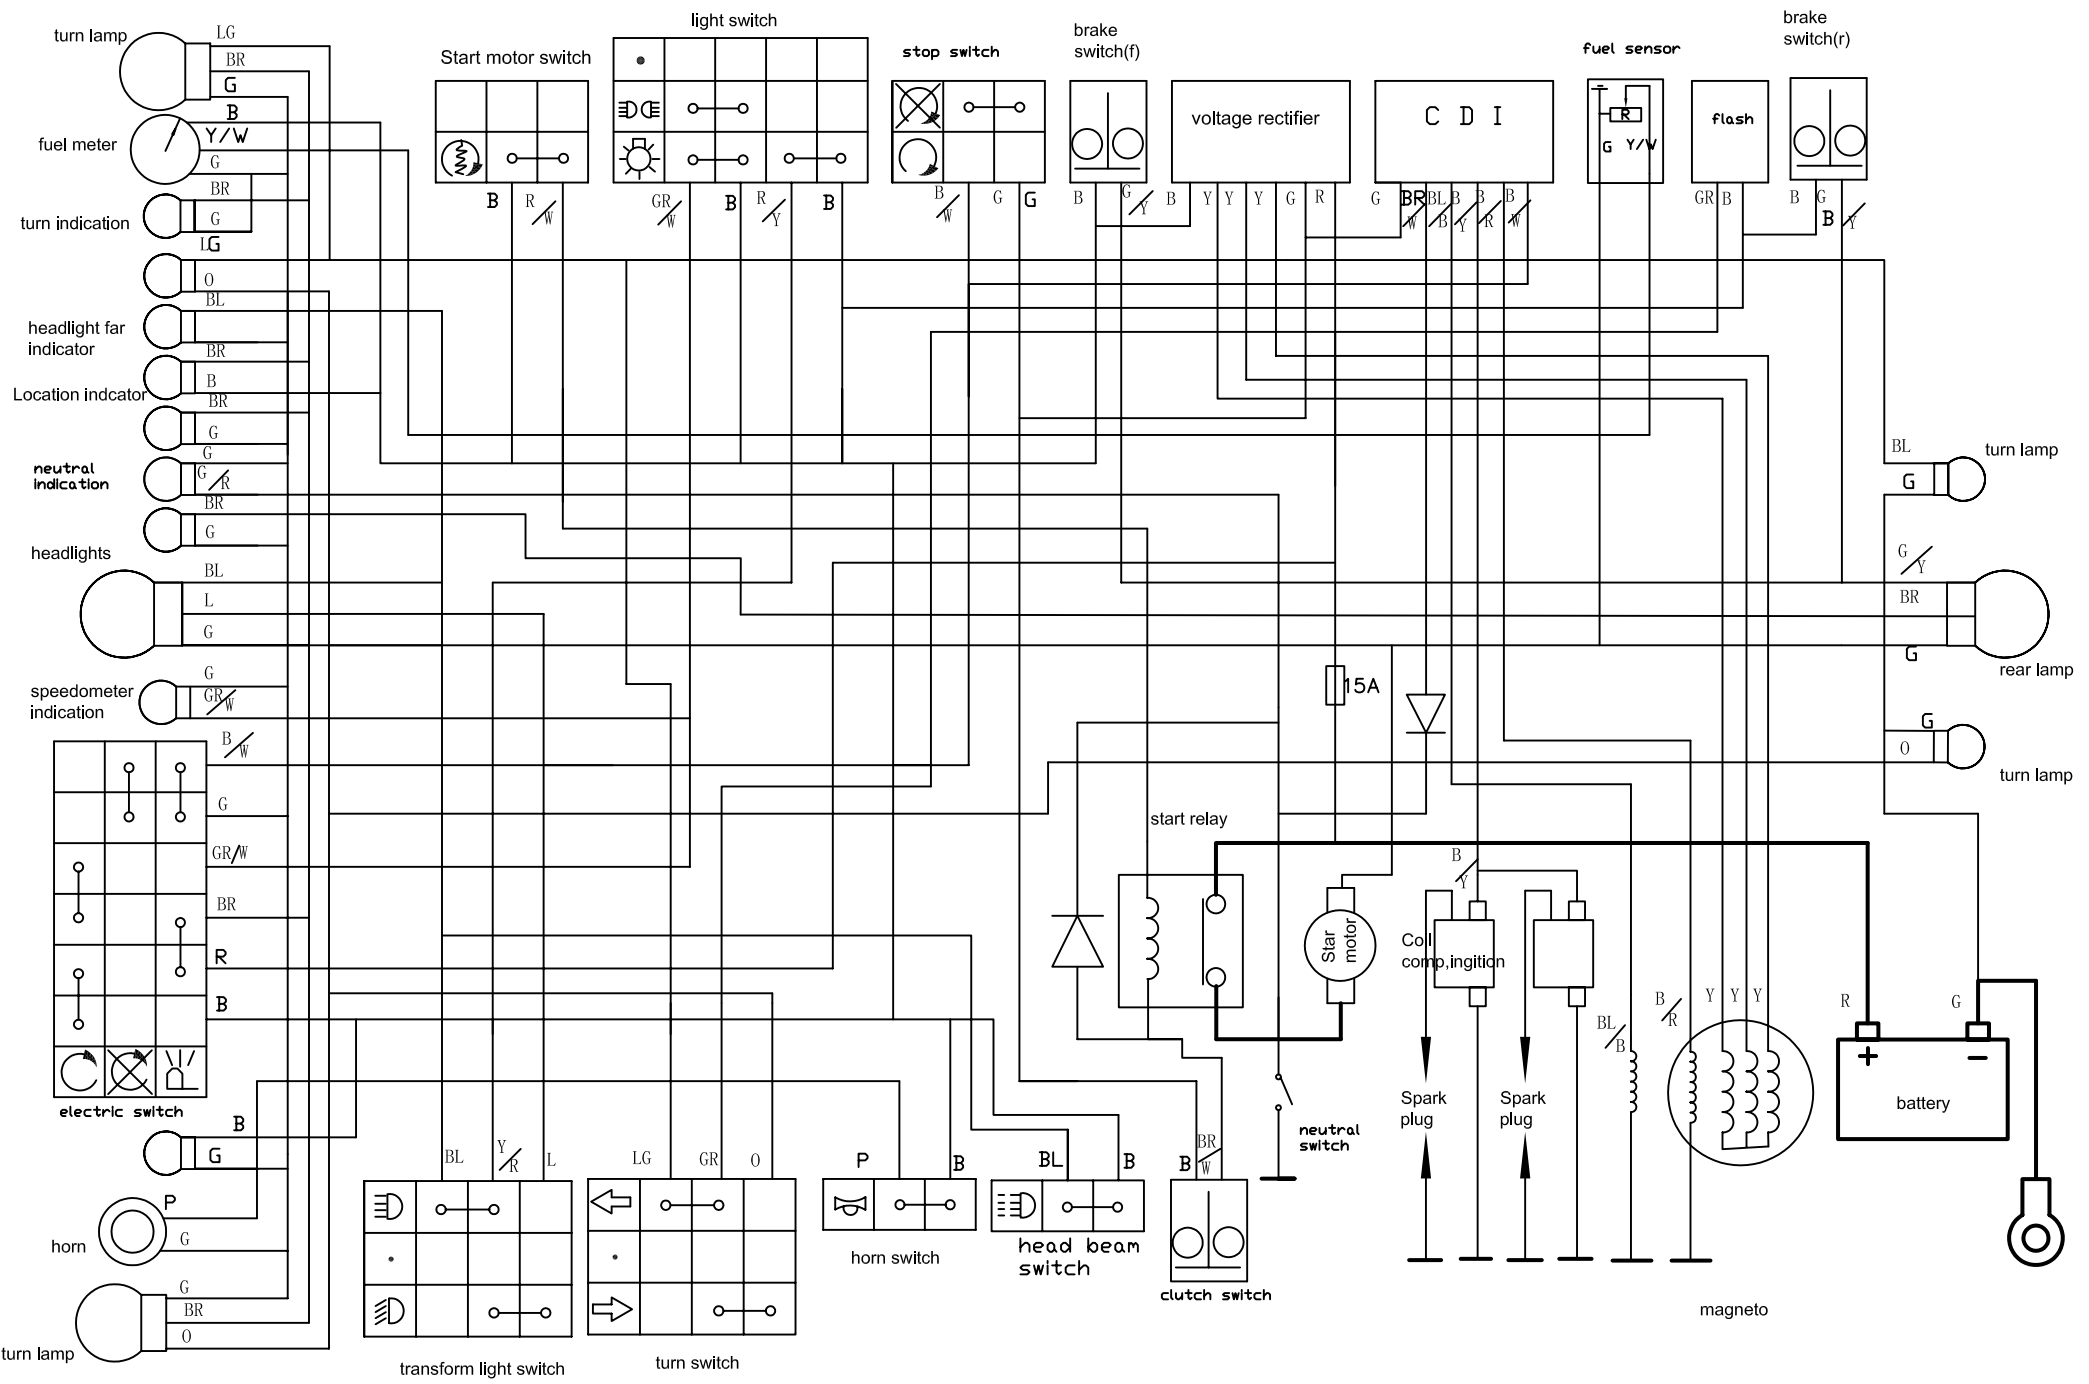 light switch
brake
switch(f)
brake
switch(r)
turn lamp
LG
BR
G
Start motor switch
stop switch
fuel sensor
fuel meter
B
Y/W
G
voltage rectifier
C D I
R
G Y/W
flash
turn indication
BR
G
LG
B
R/W
GR/W
B
R/Y
B
B/W
G
G
B
G/Y
B
Y
Y
Y
G
R
G
BR/W
BL/B
B/Y
B/R
B/W
GR
B
B
G
B/Y
O
BL
headlight far
indicator
BR
B
Location indcator
BR
G
G
neutral
indication
G/R
BR
G
headlights
BL
L
G
BL
G
turn lamp
G/Y
BR
G
rear lamp
speedometer
indication
G
GR/W
15A
B/W
G
GR/W
BR
R
B
electric switch
G
O
turn lamp
start relay
Star
motor
B/Y
Coil
comp,ingition
BL/B
B/R
Y Y Y
R
G
+
−
battery
Spark
plug
Spark
plug
neutral
switch
magneto
B
G
P
horn
G
G
BR
O
turn lamp
BL
Y/R
L
transform light switch
LG
GR
O
turn switch
P
B
horn switch
BL
B
head beam
switch
B
BR/W
clutch switch